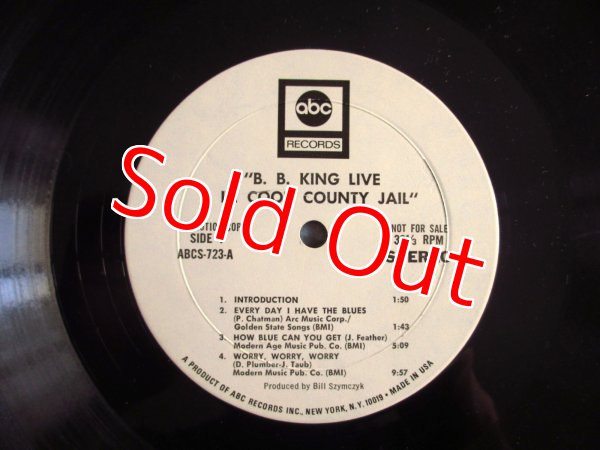 abc
RECORDS
"B. B. KING LIVE
COOK COUNTY JAIL"
Sold Out
NOT FOR SALE
SIDE
33⅓ RPM
ABCS-723-A
STEREO
1. INTRODUCTION 1:50
2. EVERY DAY I HAVE THE BLUES
(P. Chatman) Arc Music Corp./
Golden State Songs (BMI) 1:43
3. HOW BLUE CAN YOU GET (J. Feather)
Modern Age Music Pub. Co. (BMI) 5:09
4. WORRY, WORRY, WORRY
(D. Plumber-J. Taub)
Modern Music Pub. Co. (BMI) 9:57
Produced by Bill Szymczyk
A PRODUCT OF ABC RECORDS INC., NEW YORK, N.Y. 10019 • MADE IN USA